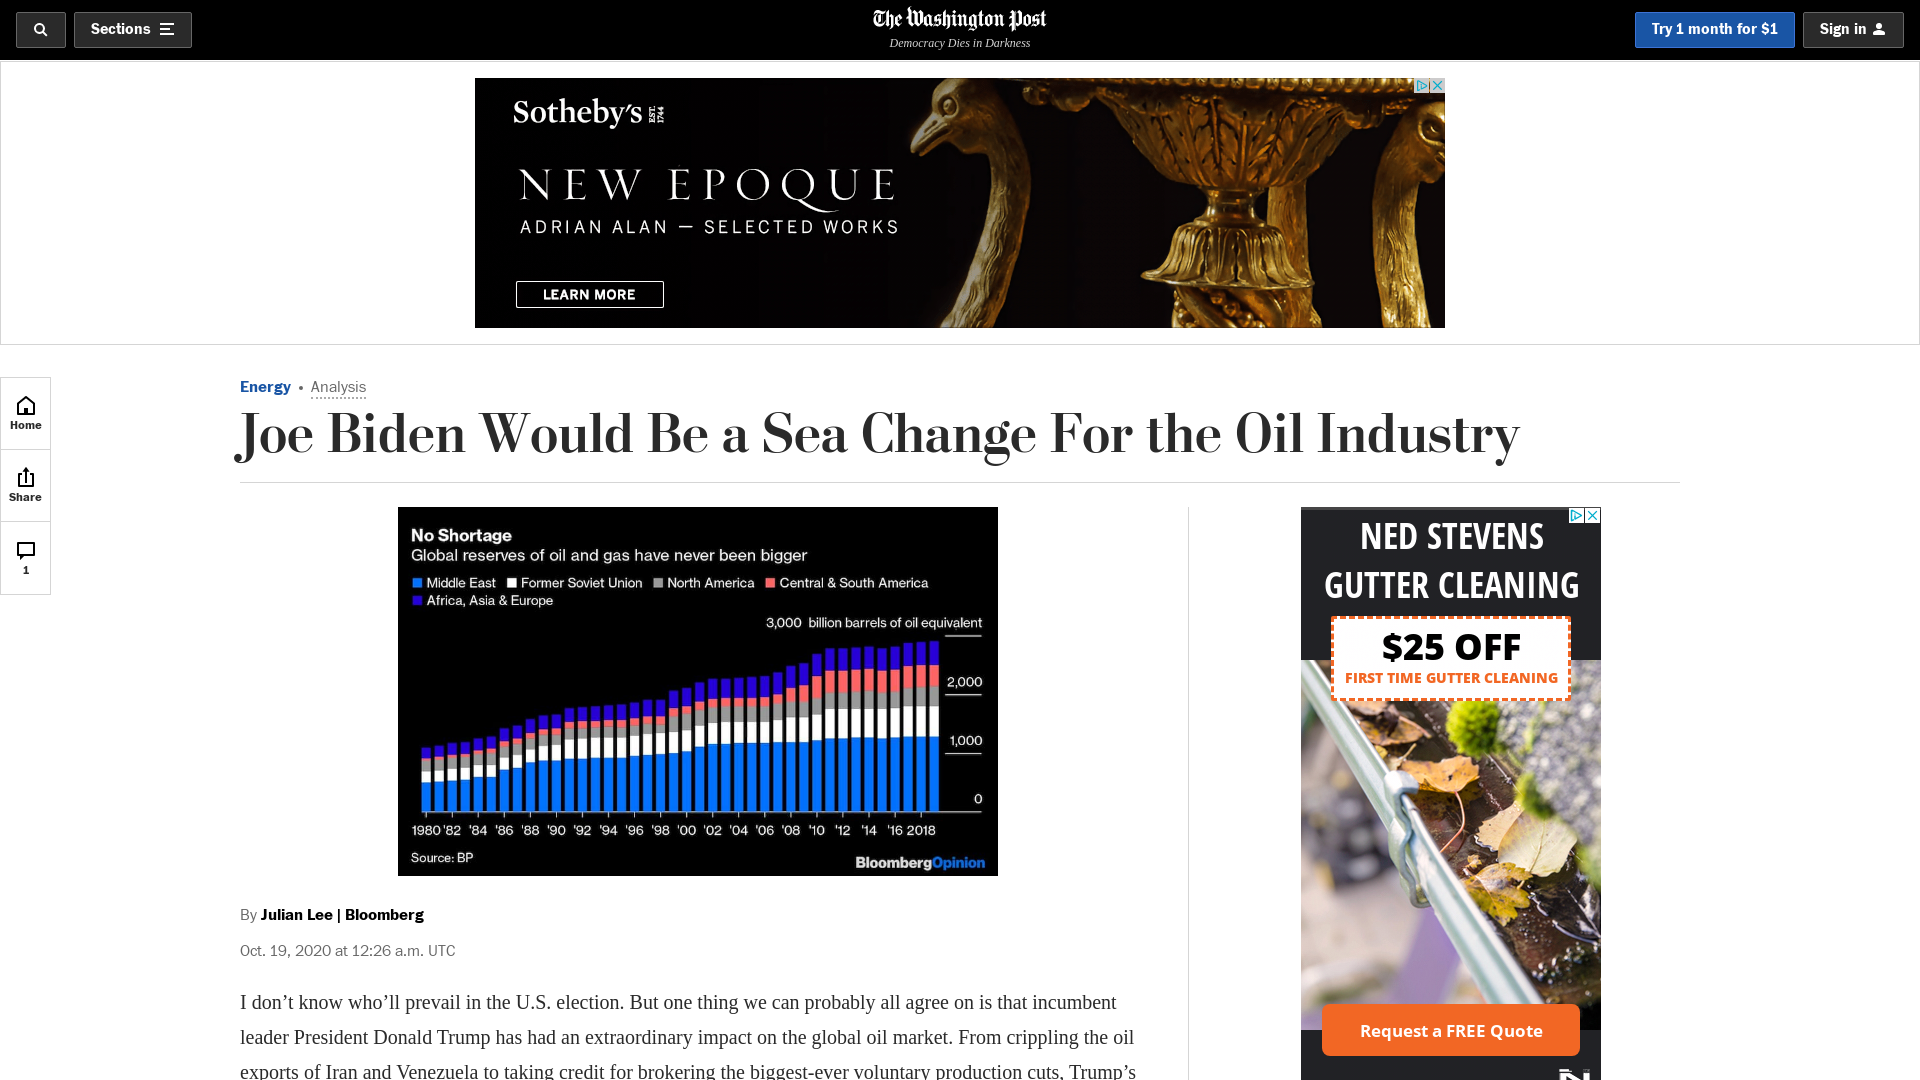 Sections
The Washington Post
Democracy Dies in Darkness
Try 1 month for $1
Sign in
Sotheby's EST. 1744
NEW EPOQUE
ADRIAN ALAN — SELECTED WORKS
LEARN MORE
Home
Share
1
Energy • Analysis
Joe Biden Would Be a Sea Change For the Oil Industry
No Shortage
Global reserves of oil and gas have never been bigger
Middle East Former Soviet Union North America Central & South America
Africa, Asia & Europe
3,000 billion barrels of oil equivalent
2,000
1,000
0
1980 '82 '84 '86 '88 '90 '92 '94 '96 '98 '00 '02 '04 '06 '08 '10 '12 '14 '16 2018
Source: BP
BloombergOpinion
By Julian Lee | Bloomberg
Oct. 19, 2020 at 12:26 a.m. UTC
I don’t know who’ll prevail in the U.S. election. But one thing we can probably all agree on is that incumbent
leader President Donald Trump has had an extraordinary impact on the global oil market. From crippling the oil
exports of Iran and Venezuela to taking credit for brokering the biggest-ever voluntary production cuts, Trump’s
NED STEVENS
GUTTER CLEANING
$25 OFF
FIRST TIME GUTTER CLEANING
Request a FREE Quote